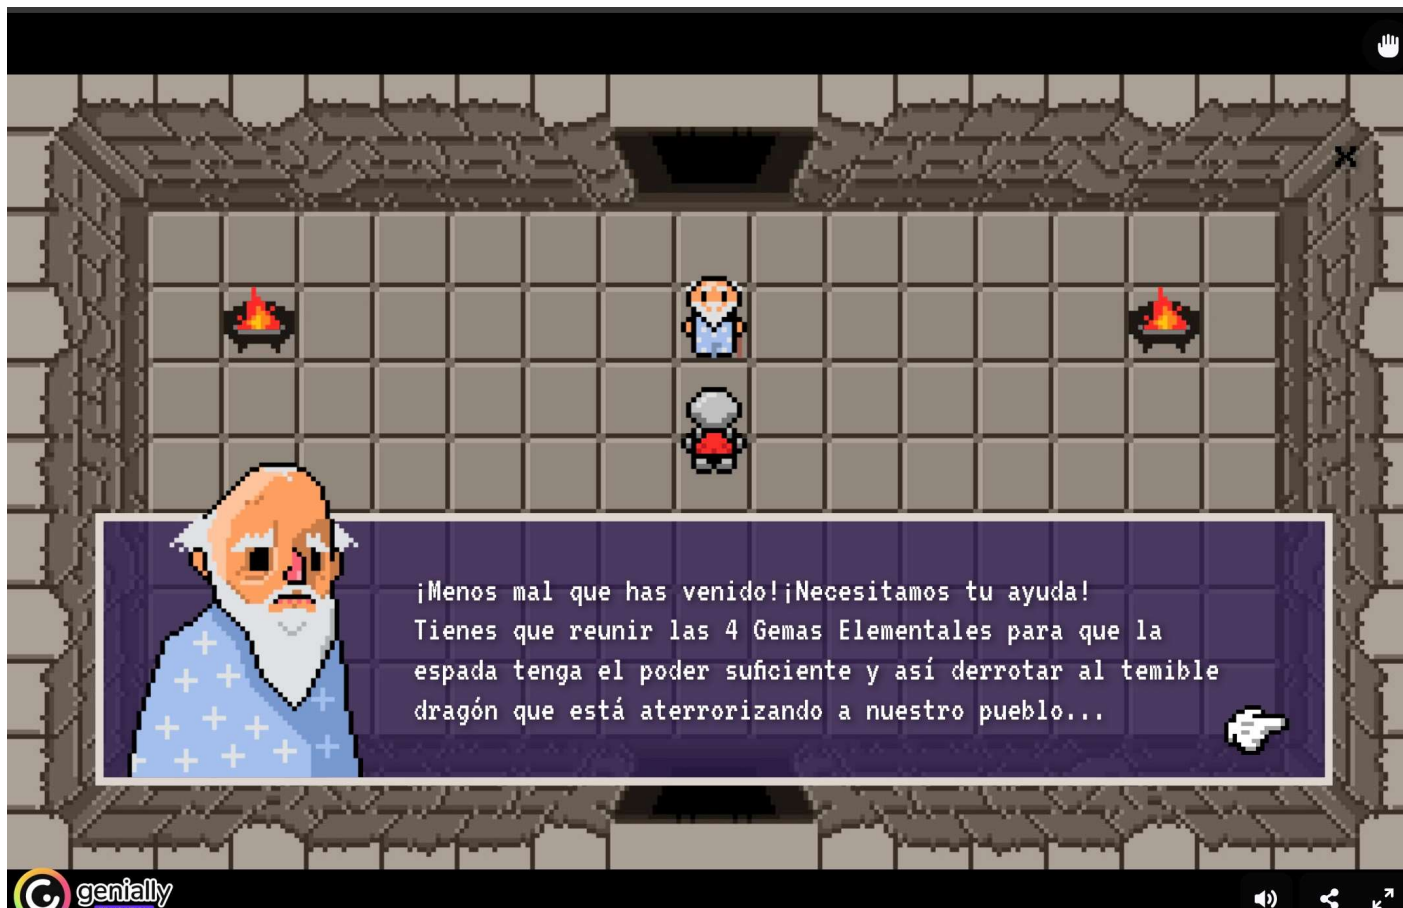 ¡Menos mal que has venido!¡Necesitamos tu ayuda!
Tienes que reunir las 4 Gemas Elementales para que la
espada tenga el poder suficiente y así derrotar al temible
dragón que está aterrorizando a nuestro pueblo...
genially